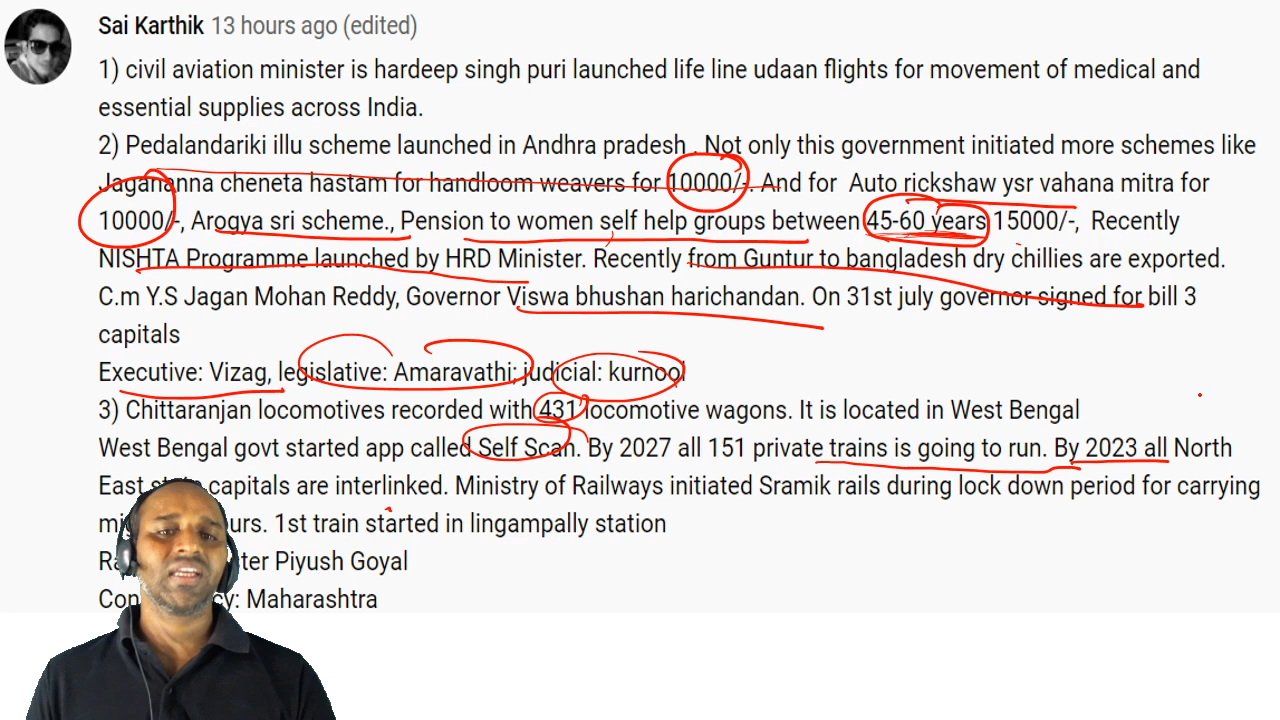 Sai Karthik 13 hours ago (edited)
1) civil aviation minister is hardeep singh puri launched life line udaan flights for movement of medical and
essential supplies across India.
2) Pedalandariki illu scheme launched in Andhra pradesh . Not only this government initiated more schemes like
Jagananna cheneta hastam for handloom weavers for 10000/-. And for Auto rickshaw ysr vahana mitra for
10000/-, Arogya sri scheme., Pension to women self help groups between 45-60 years 15000/-, Recently
NISHTA Programme launched by HRD Minister. Recently from Guntur to bangladesh dry chillies are exported.
C.m Y.S Jagan Mohan Reddy, Governor Viswa bhushan harichandan. On 31st july governor signed for bill 3
capitals
Executive: Vizag, legislative: Amaravathi; judicial: kurnool
3) Chittaranjan locomotives recorded with 431 locomotive wagons. It is located in West Bengal
West Bengal govt started app called Self Scan. By 2027 all 151 private trains is going to run. By 2023 all North
East state capitals are interlinked. Ministry of Railways initiated Sramik rails during lock down period for carrying
1st train started in lingampally station
Piyush Goyal
Maharashtra